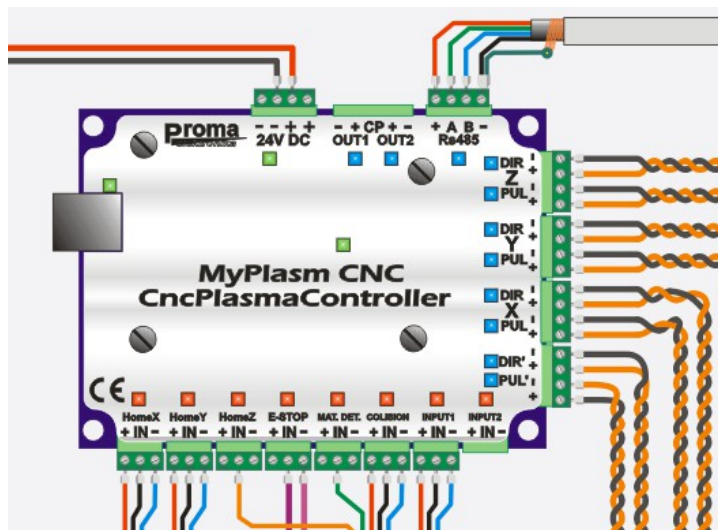 proma
- - + +
24V DC
- + CP + -
OUT1 OUT2
+ A B -
Rs485
DIR -
Z +
PUL -
+
DIR -
Y +
PUL -
+
DIR -
X +
PUL -
+
DIR' -
+
PUL' -
+
MyPlasm CNC
CncPlasmaController
CE
HomeX HomeY HomeZ E-STOP MAT. DET. COLISION INPUT1 INPUT2
+ IN - + IN - + IN - + IN - + IN - + IN - + IN - + IN -